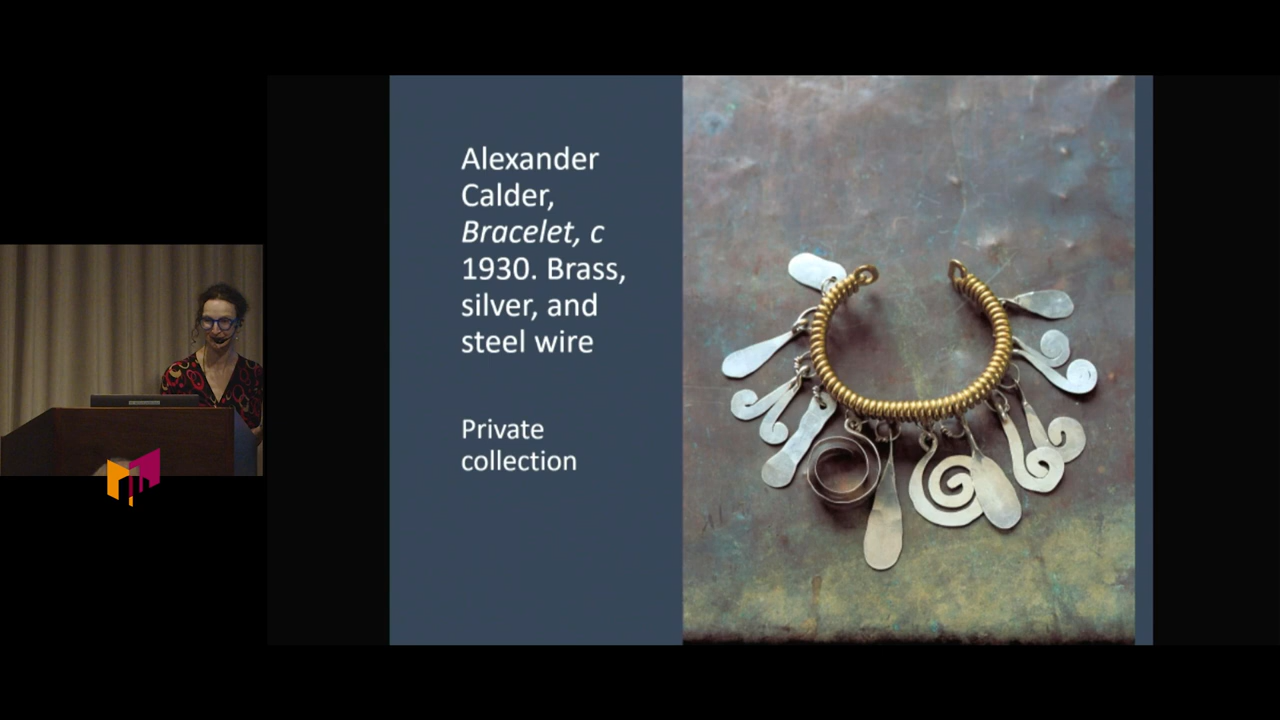 Alexander
Calder,
Bracelet, c
1930. Brass,
silver, and
steel wire
Private
collection